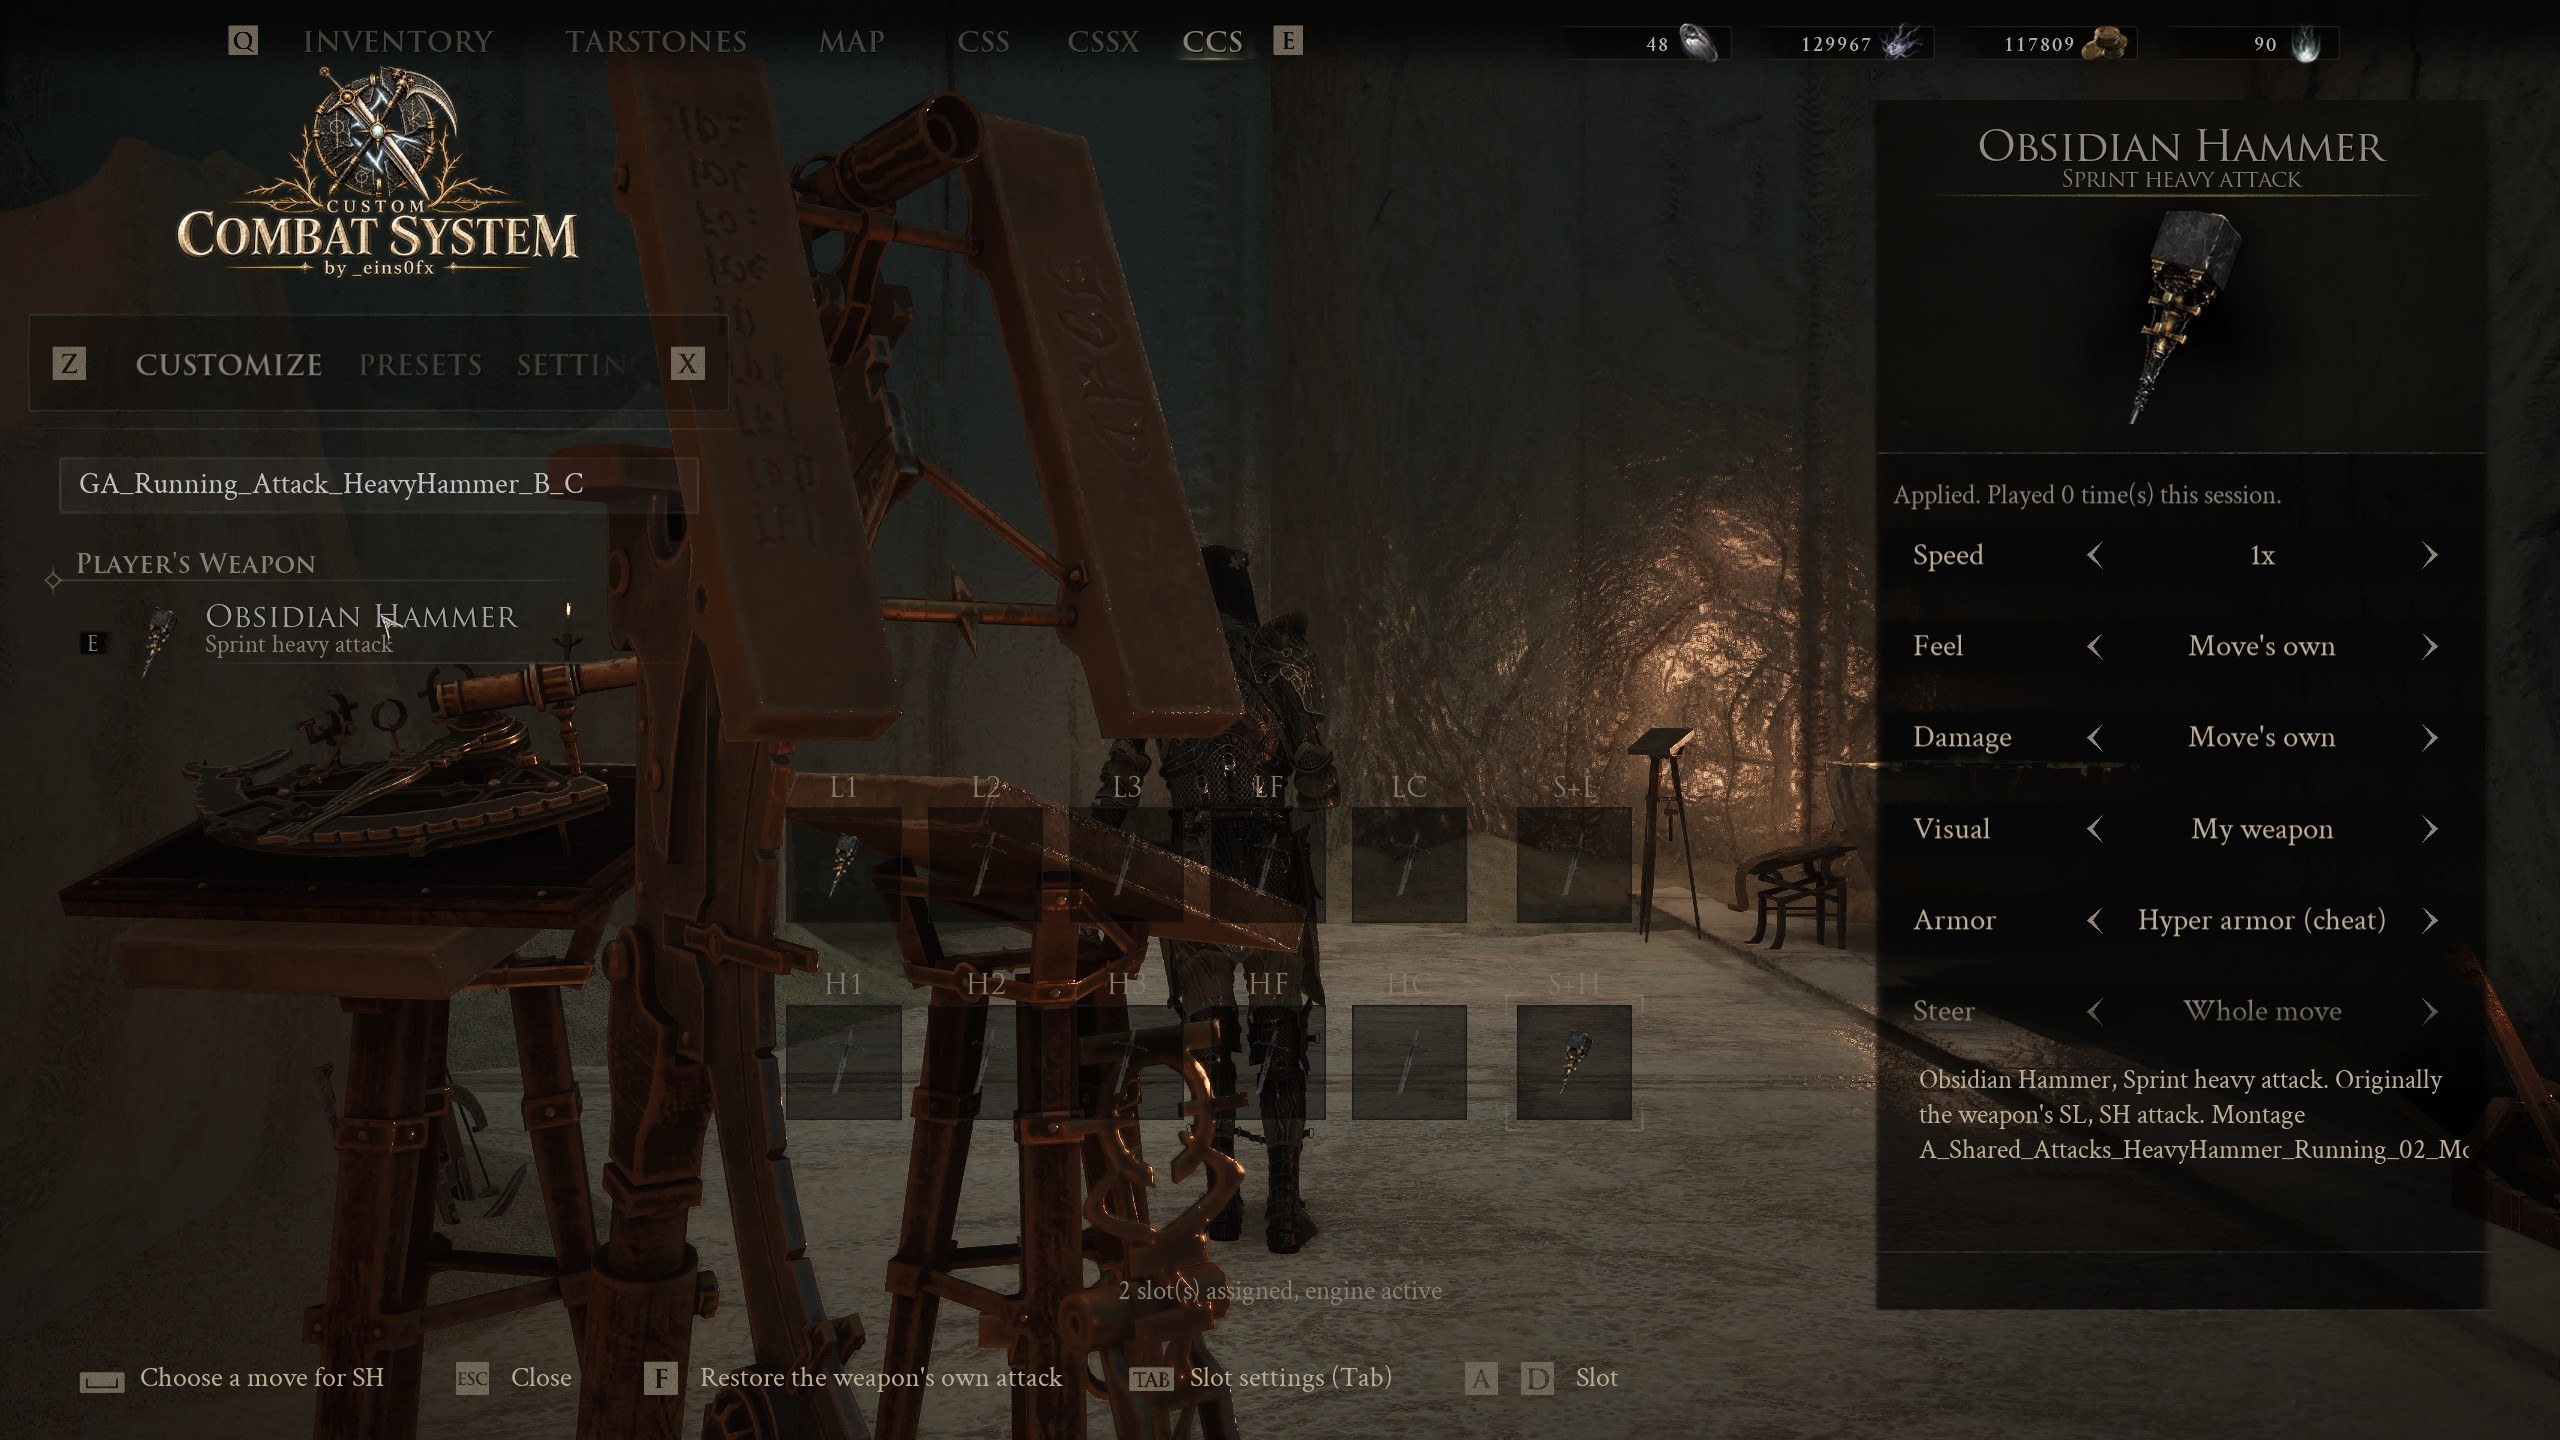 Q INVENTORY TARSTONES MAP CSS CSSX CCS E
48 129967 117809 90
CUSTOM
COMBAT SYSTEM
by _eins0fx
Z CUSTOMIZE PRESETS SETTIN X
GA_Running_Attack_HeavyHammer_B_C
PLAYER'S WEAPON
E OBSIDIAN HAMMER
Sprint heavy attack
L1 L2 L3 LF LC S+L
H1 H2 H3 HF HC S+H
2 slot(s) assigned, engine active
OBSIDIAN HAMMER
SPRINT HEAVY ATTACK
Applied. Played 0 time(s) this session.
Speed 1x
Feel Move's own
Damage Move's own
Visual My weapon
Armor Hyper armor (cheat)
Steer Whole move
Obsidian Hammer, Sprint heavy attack. Originally
the weapon's SL, SH attack. Montage
A_Shared_Attacks_HeavyHammer_Running_02_Mo
Choose a move for SH ESC Close F Restore the weapon's own attack TAB Slot settings (Tab) A D Slot